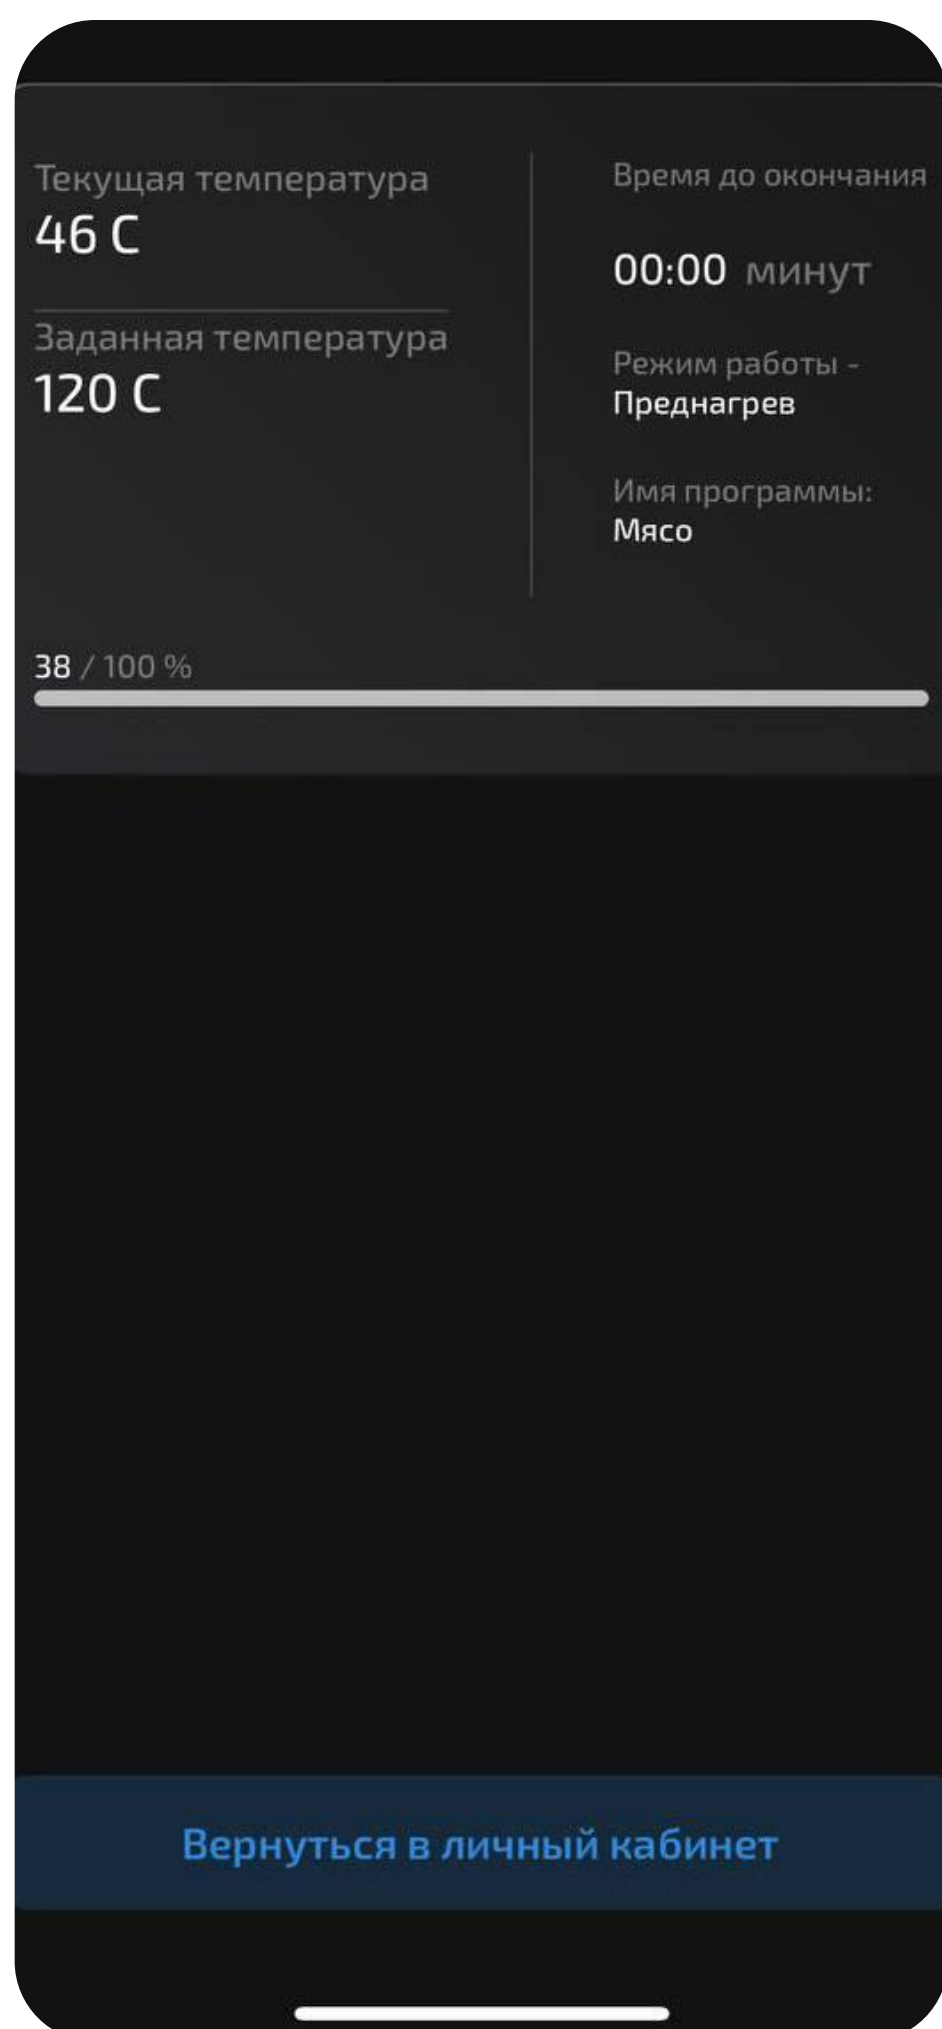 Текущая температура
46 C
Заданная температура
120 C
Время до окончания
00:00 минут
Режим работы -
Преднагрев
Имя программы:
Мясо
38 / 100 %
Вернуться в личный кабинет